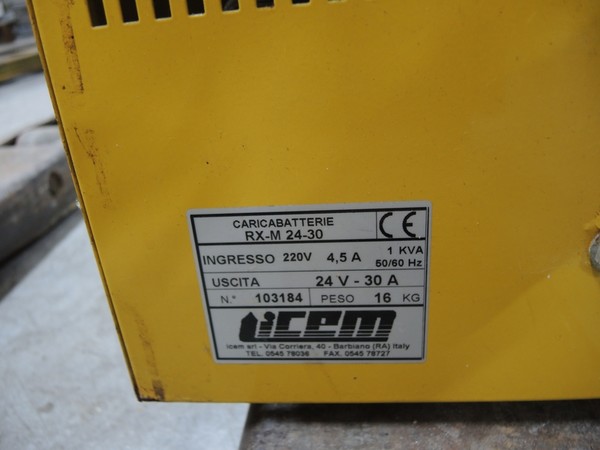 CARICABATTERIE
RX-M 24-30
CE
INGRESSO 220V 4,5 A 1 KVA 50/60 Hz
USCITA 24 V - 30 A
N.° 103184 PESO 16 KG
icem
icem srl - Via Corriera, 40 - Barbiano (RA) Italy
TEL. 0545 78036 FAX. 0545 78727